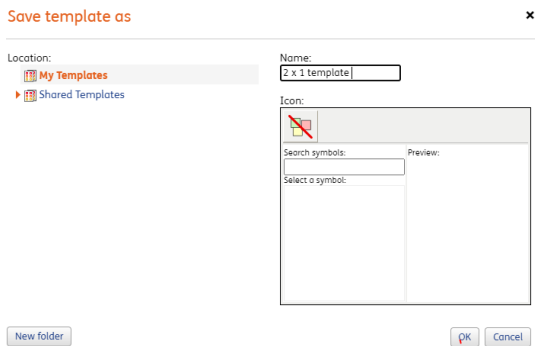 Save template as
×
Location:
My Templates
Shared Templates
Name:
2 x 1 template
Icon:
Search symbols:
Select a symbol:
Preview:
New folder
OK
Cancel